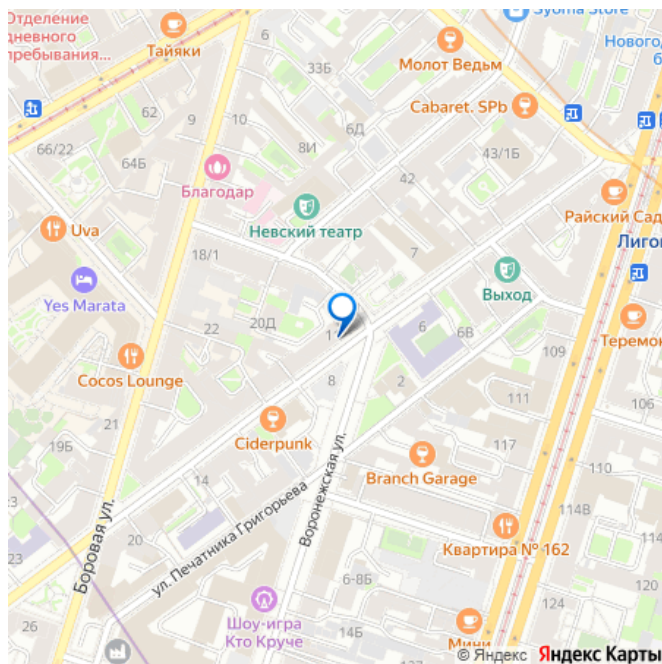 Отделение
дневного
пребывания...
Тайяки
Syoma Store
Новогод
б
Молот Ведьм
33Б
Cabaret. SPb
62
9
10
6Д
66/22
64Б
8И
43/1Б
Благодар
42
Райский Сад
Uva
Невский театр
Лигов
18/1
7
Yes Marata
Выход
22
20Д
6
6В
Теремок
109
Cocos Lounge
8
2
111
106
21
Ciderpunk
19Б
117
Branch Garage
110
14
Боровая ул.
ул. Печатника Григорьева
Воронежская ул.
114В
23
20
Квартира № 162
6-8Б
Шоу-игра
Кто Круче
124
26
14Б
Мини
120
© Яндекс Яндекс Карты